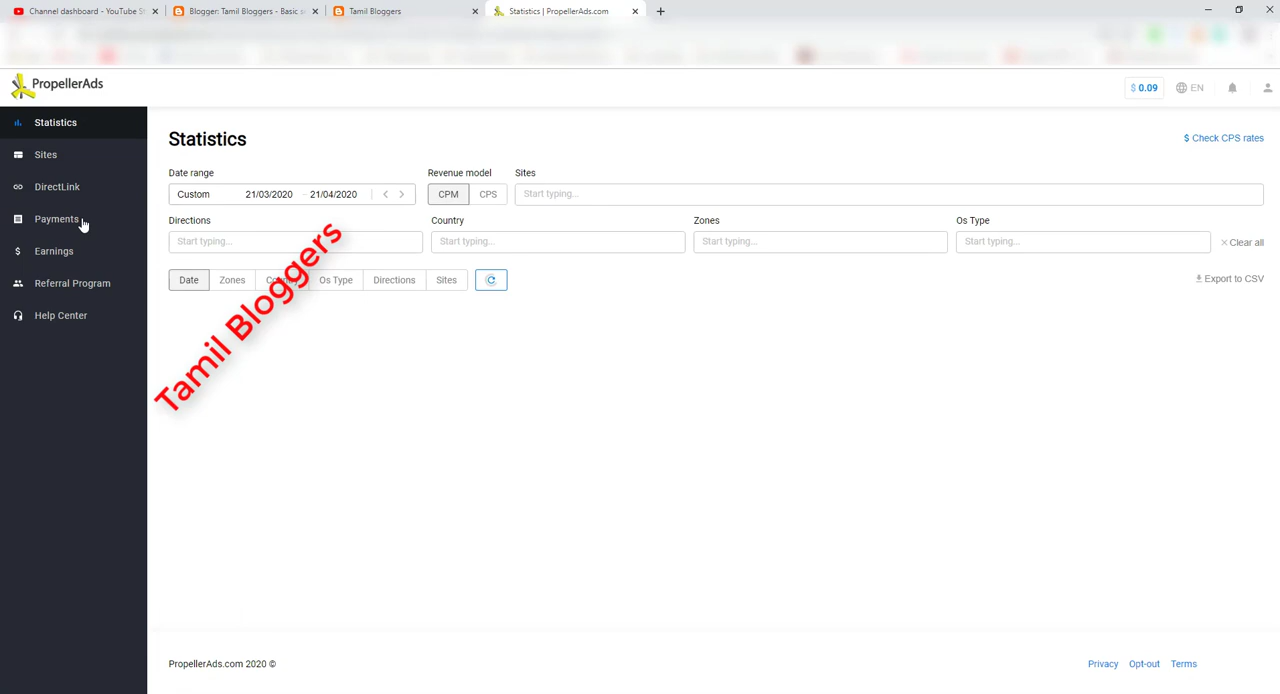 Channel dashboard - YouTube St
Blogger: Tamil Bloggers - Basic s
Tamil Bloggers
Statistics | PropellerAds.com
PropellerAds
$ 0.09
EN
Statistics
Sites
DirectLink
Payments
Earnings
Referral Program
Help Center
Statistics
$ Check CPS rates
Date range
Revenue model
Sites
Custom
21/03/2020
21/04/2020
CPM
CPS
Start typing...
Directions
Country
Zones
Os Type
Start typing...
Start typing...
Start typing...
Start typing...
Clear all
Date
Zones
Country
Os Type
Directions
Sites
Export to CSV
Tamil Bloggers
PropellerAds.com 2020 ©
Privacy
Opt-out
Terms